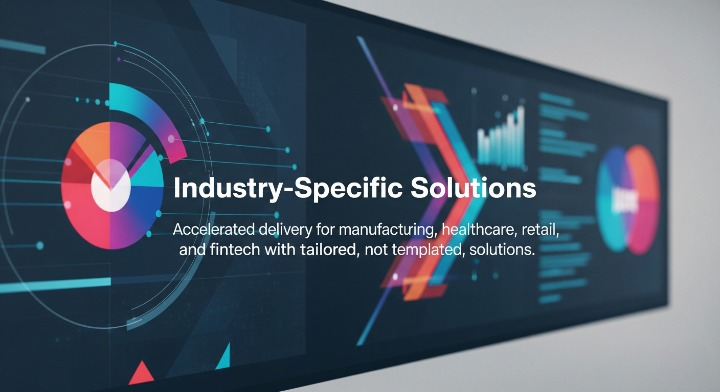 Industry-Specific Solutions
Accelerated delivery for manufacturing, healthcare, retail,
and fintech with tailored, not templated, solutions.